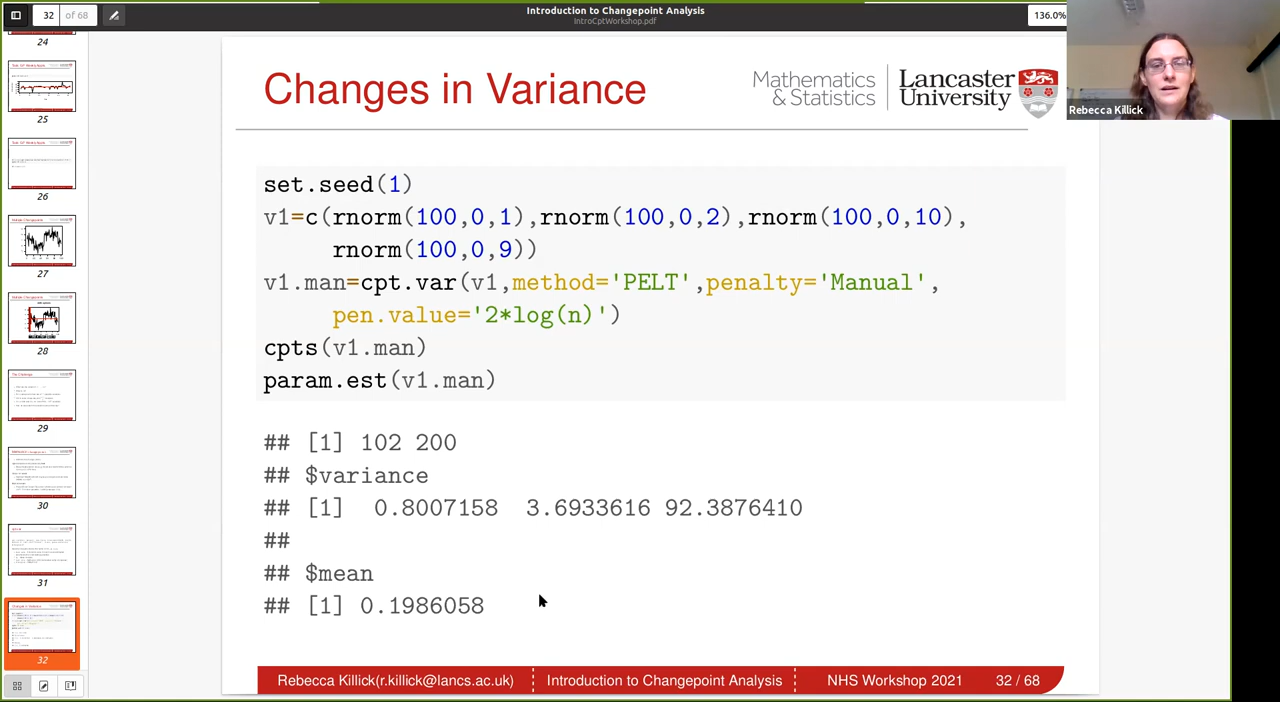 32 of 68
Introduction to Changepoint Analysis
IntroCptWorkshop.pdf
136.0%
Rebecca Killick
24
25
26
27
28
29
30
31
32
Changes in Variance
Mathematics
& Statistics
Lancaster
University
set.seed(1)
v1=c(rnorm(100,0,1),rnorm(100,0,2),rnorm(100,0,10),
rnorm(100,0,9))
v1.man=cpt.var(v1,method='PELT',penalty='Manual',
pen.value='2*log(n)')
cpts(v1.man)
param.est(v1.man)
## [1] 102 200
## $variance
## [1] 0.8007158 3.6933616 92.3876410
##
## $mean
## [1] 0.1986058
Rebecca Killick(r.killick@lancs.ac.uk)
Introduction to Changepoint Analysis
NHS Workshop 2021
32 / 68